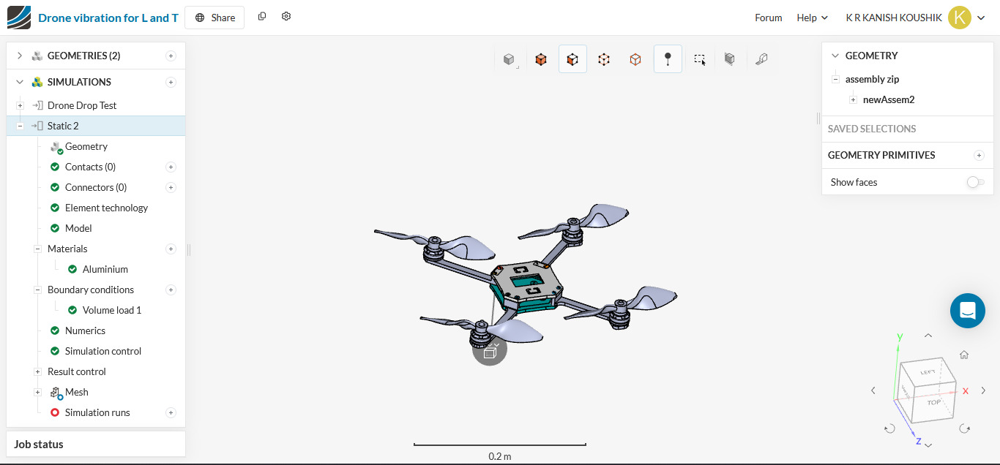 Drone vibration for L and T
Share
Forum
Help
K R KANISH KOUSHIK
K
GEOMETRIES (2)
SIMULATIONS
Drone Drop Test
Static 2
Geometry
Contacts (0)
Connectors (0)
Element technology
Model
Materials
Aluminium
Boundary conditions
Volume load 1
Numerics
Simulation control
Result control
Mesh
Simulation runs
Job status
0.2 m
GEOMETRY
assembly zip
newAssem2
SAVED SELECTIONS
GEOMETRY PRIMITIVES
Show faces
Y
LEFT
X
TOP
Z